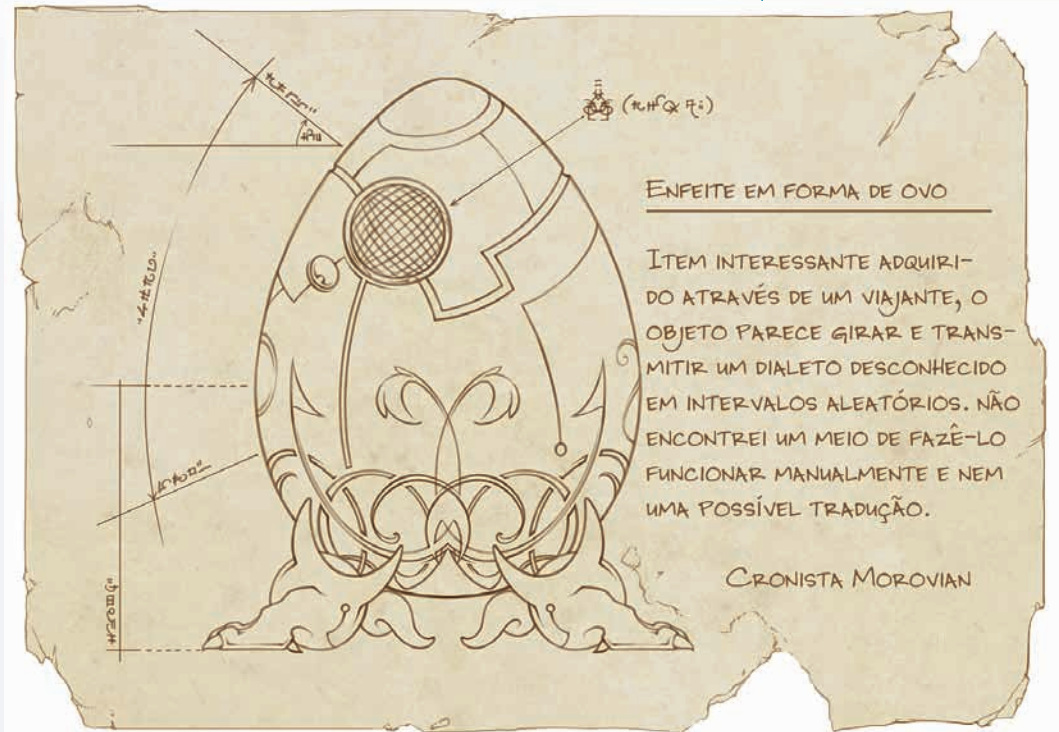 ENFEITE EM FORMA DE OVO
ITEM INTERESSANTE ADQUIRI-
DO ATRAVÉS DE UM VIAJANTE, O
OBJETO PARECE GIRAR E TRANS-
MITIR UM DIALETO DESCONHECIDO
EM INTERVALOS ALEATÓRIOS. NÃO
ENCONTREI UM MEIO DE FAZÊ-LO
FUNCIONAR MANUALMENTE E NEM
UMA POSSÍVEL TRADUÇÃO.
CRONISTA MOROVIAN